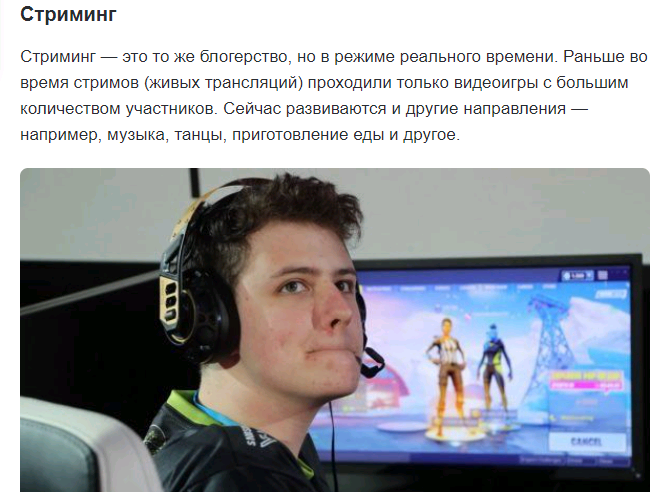 Стриминг
Стриминг — это то же блогерство, но в режиме реального времени. Раньше во
время стримов (живых трансляций) проходили только видеоигры с большим
количеством участников. Сейчас развиваются и другие направления —
например, музыка, танцы, приготовление еды и другое.
CANCEL